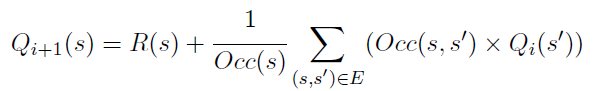 Q_{i+1}(s) = R(s) + \frac{1}{Occ(s)} \sum_{(s,s') \in E} (Occ(s, s') \times Q_i(s'))